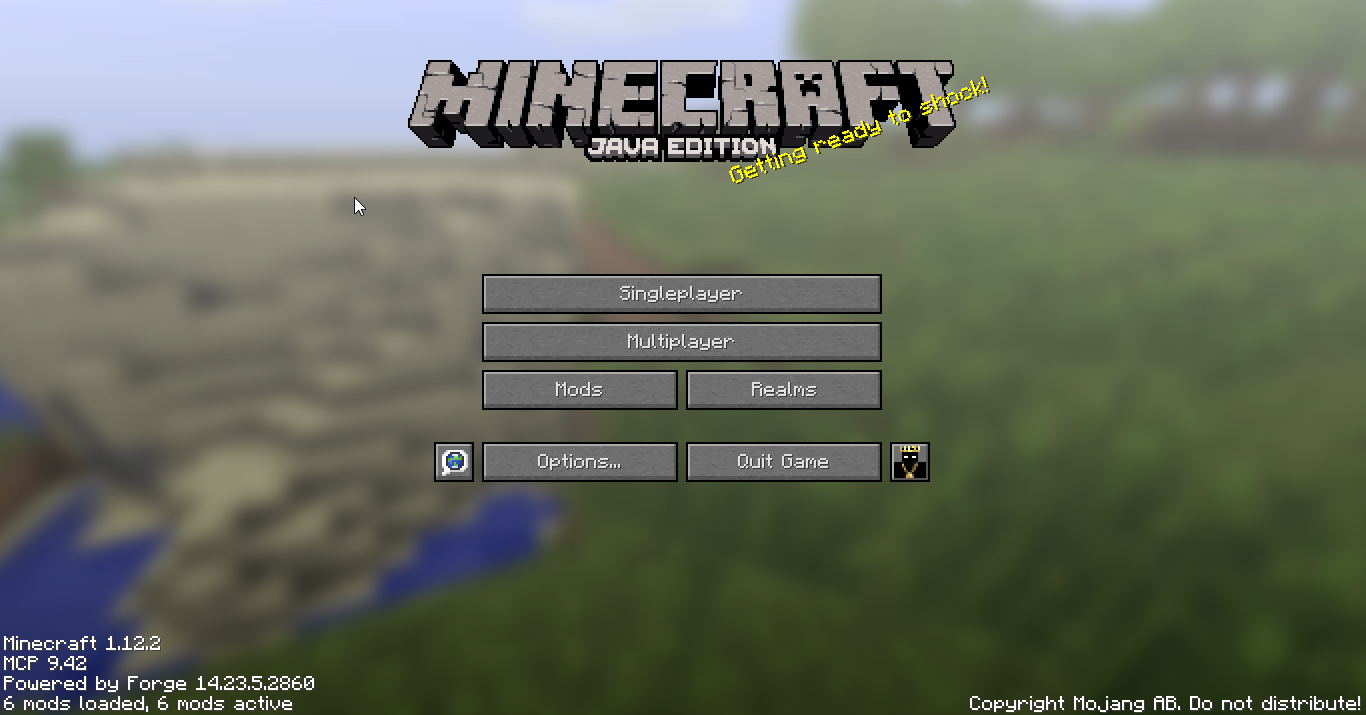 MINECRAFT
JAVA EDITION
Getting ready to shock!
Singleplayer
Multiplayer
Mods
Realms
Options...
Quit Game
Minecraft 1.12.2
MCP 9.42
Powered by Forge 14.23.5.2860
6 mods loaded, 6 mods active
Copyright Mojang AB. Do not distribute!